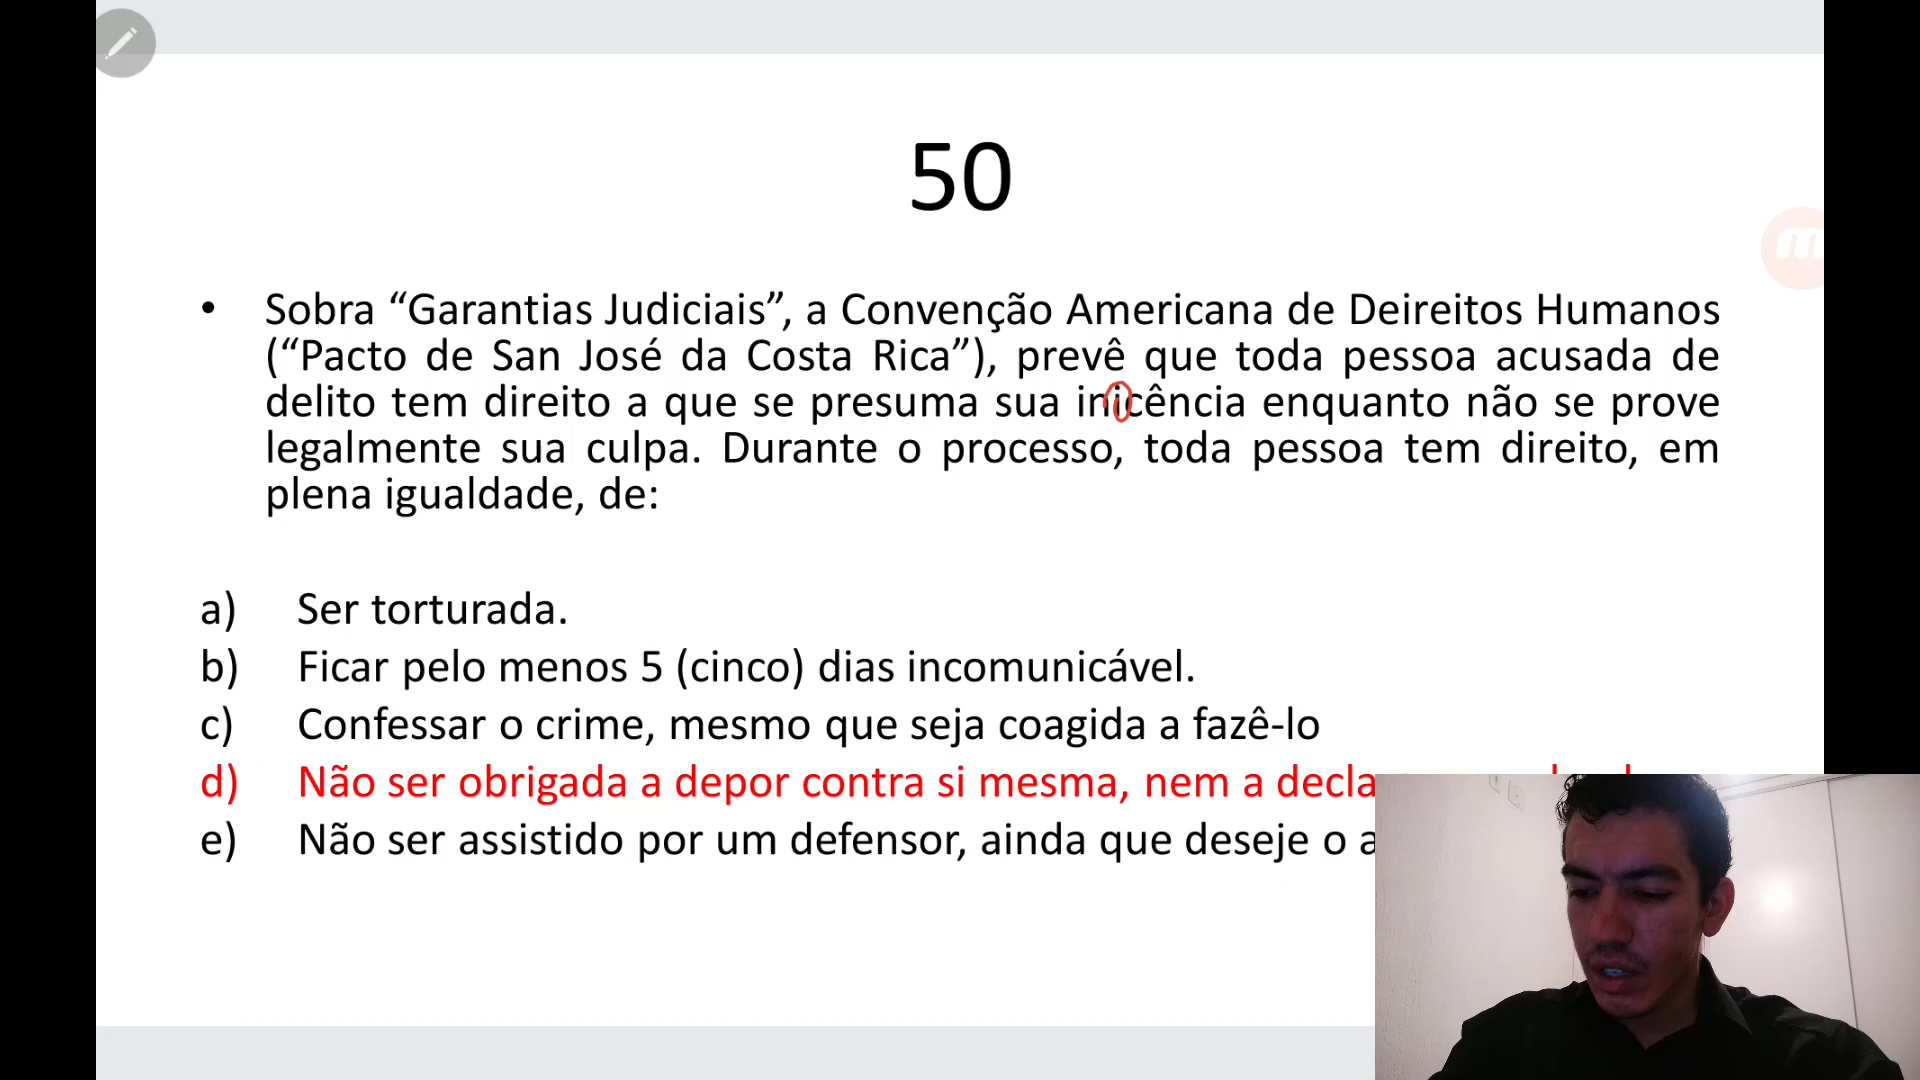 50
• Sobra “Garantias Judiciais”, a Convenção Americana de Deireitos Humanos
(“Pacto de San José da Costa Rica”), prevê que toda pessoa acusada de
delito tem direito a que se presuma sua inicência enquanto não se prove
legalmente sua culpa. Durante o processo, toda pessoa tem direito, em
plena igualdade, de:
a) Ser torturada.
b) Ficar pelo menos 5 (cinco) dias incomunicável.
c) Confessar o crime, mesmo que seja coagida a fazê-lo
d) Não ser obrigada a depor contra si mesma, nem a
e) Não ser assistido por um defensor, ainda que deseje o